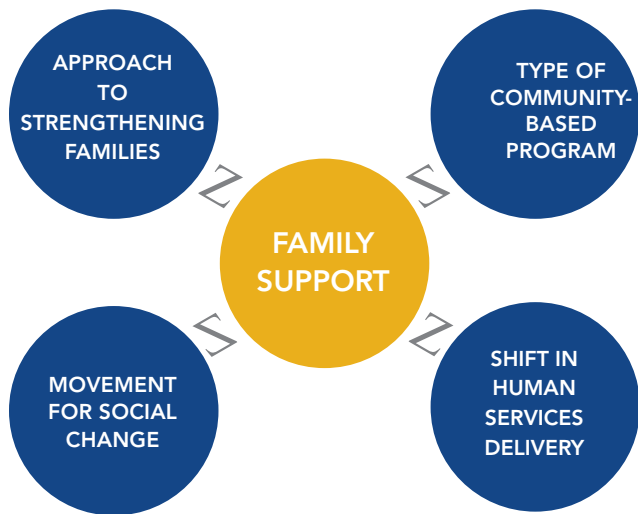 APPROACH
TO
STRENGTHENING
FAMILIES
TYPE OF
COMMUNITY-
BASED
PROGRAM
FAMILY
SUPPORT
MOVEMENT
FOR SOCIAL
CHANGE
SHIFT IN
HUMAN
SERVICES
DELIVERY